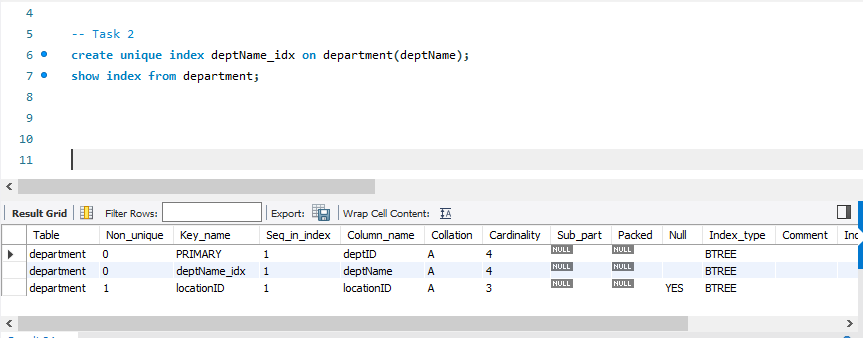 4
5 -- Task 2
6 create unique index deptName_idx on department(deptName);
7 show index from department;
8
9
10
11
Result Grid Filter Rows: Export: Wrap Cell Content:
Table Non_unique Key_name Seq_in_index Column_name Collation Cardinality Sub_part Packed Null Index_type Comment
department 0 PRIMARY 1 deptID A 4 NULL NULL BTREE
department 0 deptName_idx 1 deptName A 4 NULL NULL BTREE
department 1 locationID 1 locationID A 3 NULL NULL YES BTREE